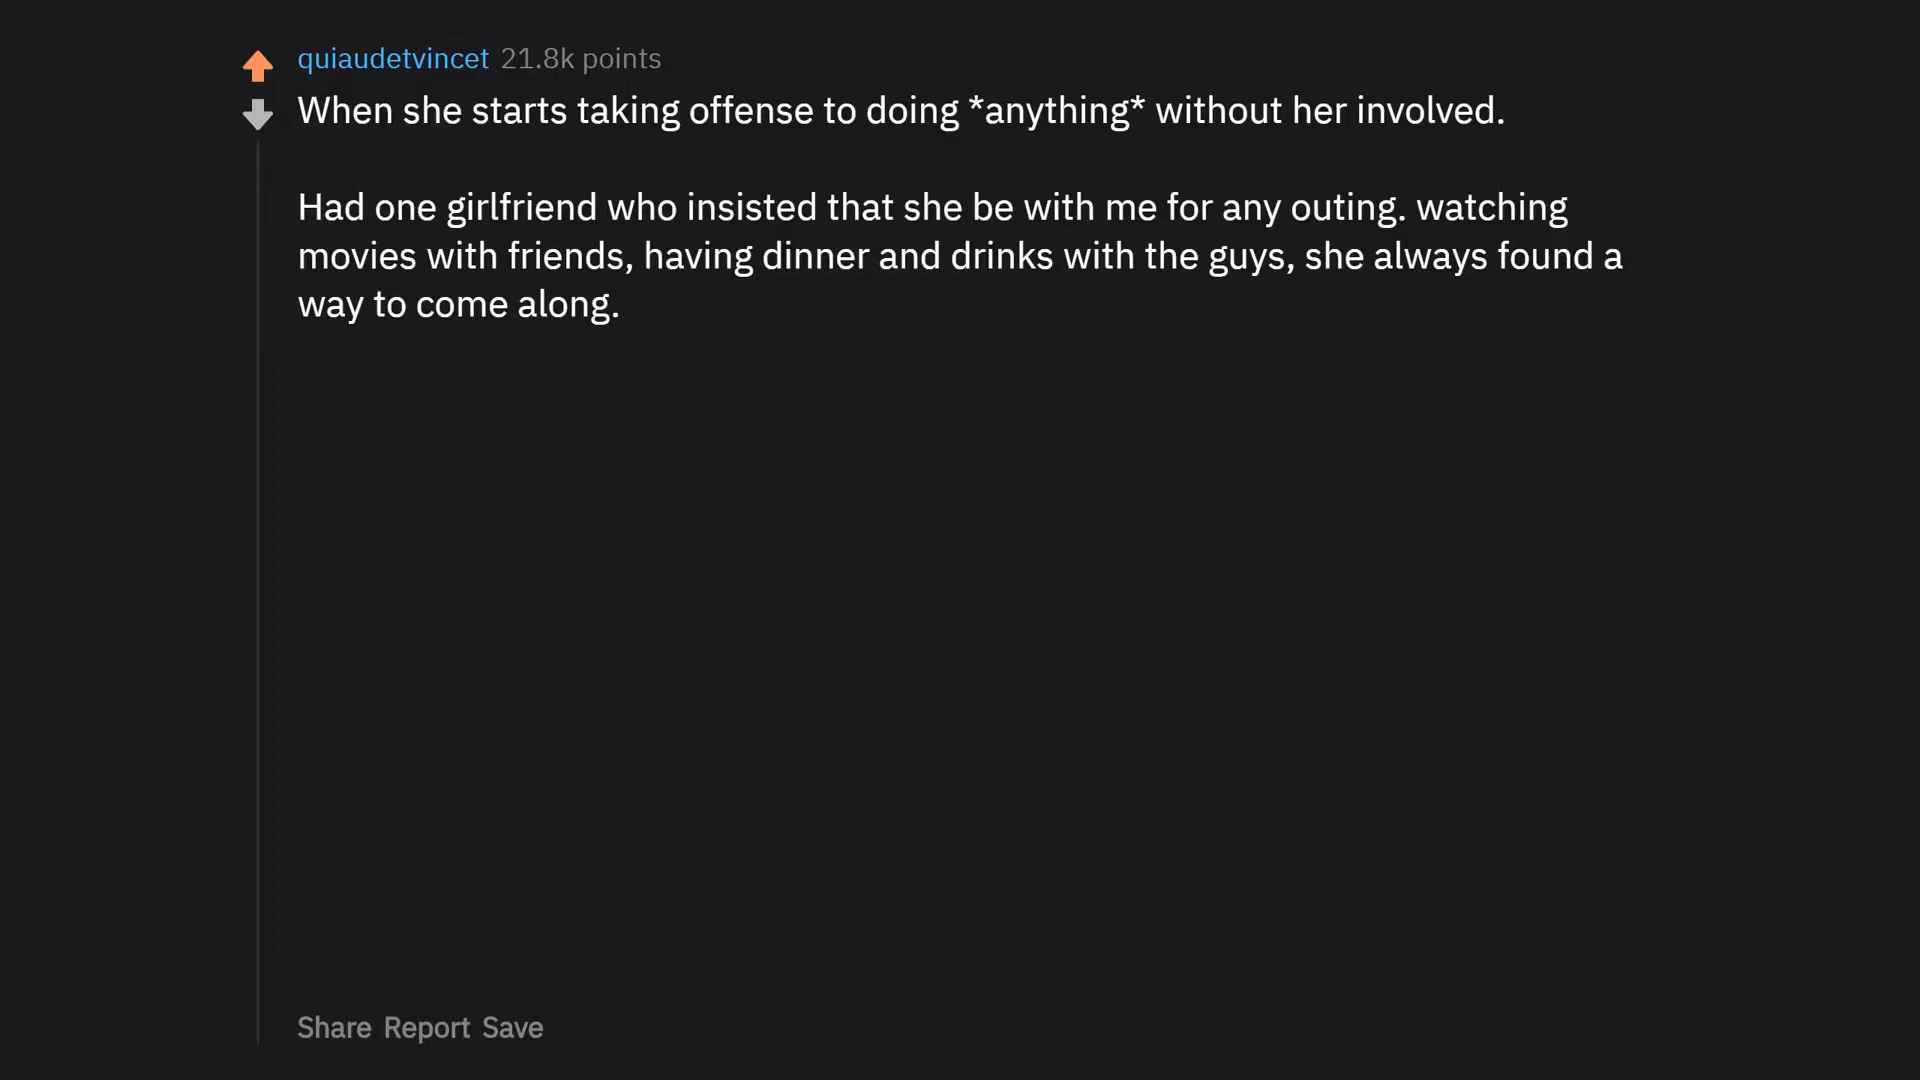 quiaudetvincet 21.8k points
When she starts taking offense to doing *anything* without her involved.
Had one girlfriend who insisted that she be with me for any outing. watching
movies with friends, having dinner and drinks with the guys, she always found a
way to come along.
Share Report Save